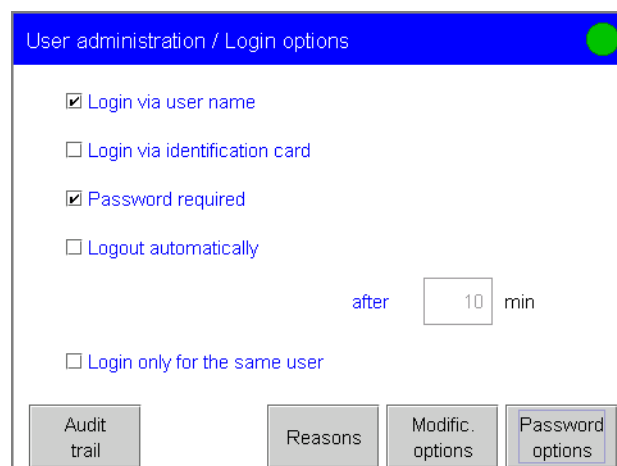 User administration / Login options
Login via user name
Login via identification card
Password required
Logout automatically
after 10 min
Login only for the same user
Audit
trail
Reasons
Modific.
options
Password
options